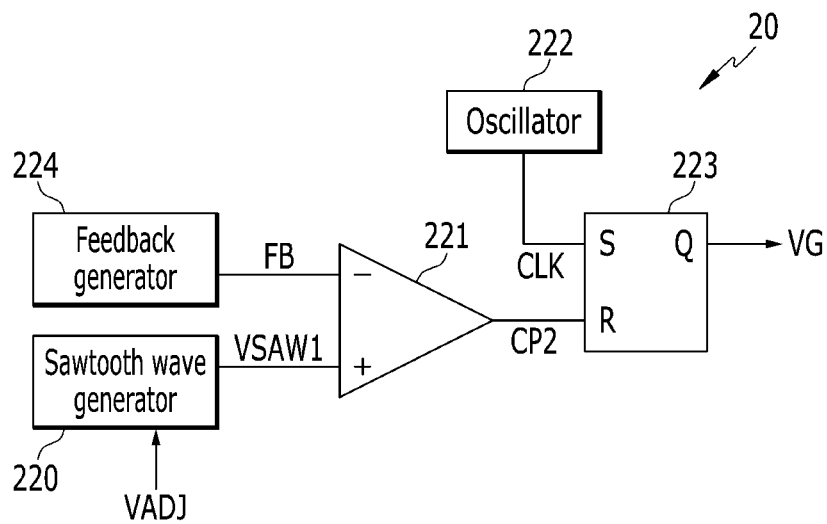 20
222
Oscillator
224
223
Feedback
generator
FB
221
−
S
Q
VG
CLK
R
CP2
Sawtooth wave
generator
VSAW1
+
220
VADJ